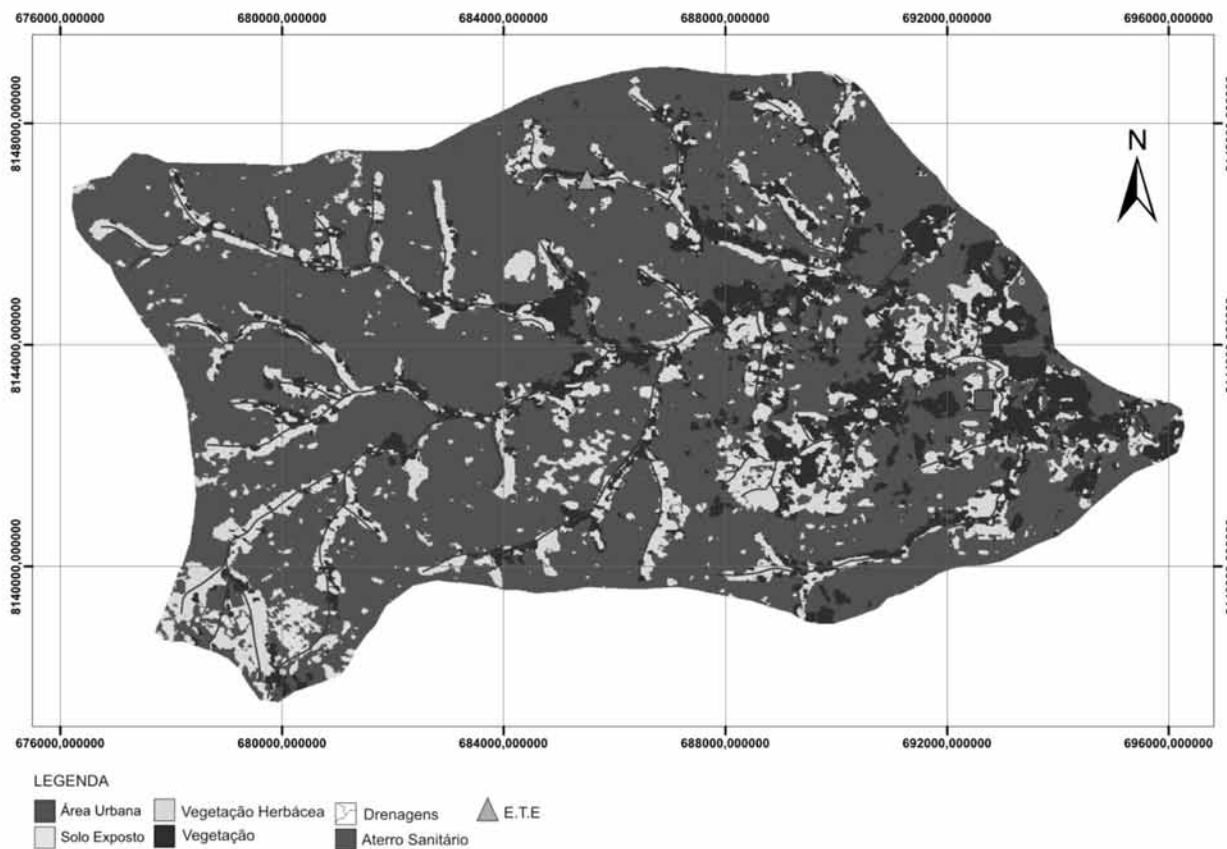 676000,000000 680000,000000 684000,000000 688000,000000 692000,000000 696000,000000
8148000,000000
8144000,000000
8140000,000000
N
676000,000000 680000,000000 684000,000000 688000,000000 692000,000000 696000,000000
LEGENDA
Área Urbana Vegetação Herbácea Drenagens E.T.E
Solo Exposto Vegetação Aterro Sanitário